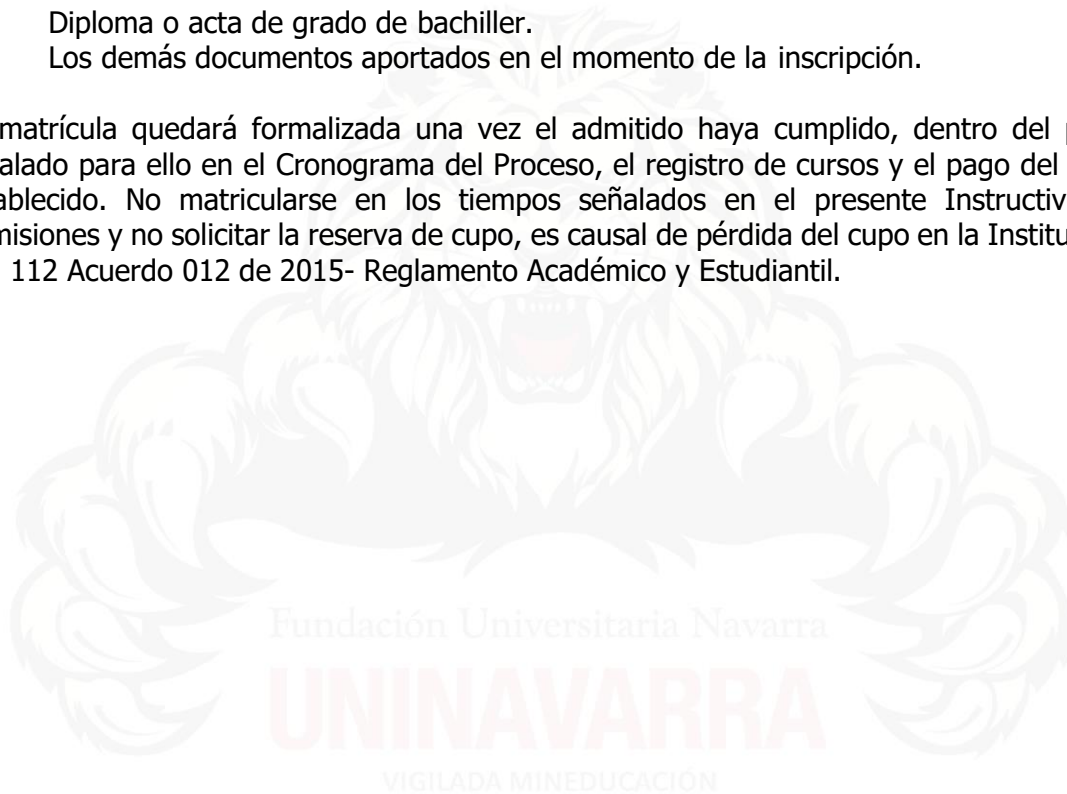 Diploma o acta de grado de bachiller.
Los demás documentos aportados en el momento de la inscripción.
matrícula quedará formalizada una vez el admitido haya cumplido, dentro del
alado para ello en el Cronograma del Proceso, el registro de cursos y el pago del
ablecido. No matricularse en los tiempos señalados en el presente Instructiv
misiones y no solicitar la reserva de cupo, es causal de pérdida del cupo en la Institu
112 Acuerdo 012 de 2015- Reglamento Académico y Estudiantil.
Fundación Universitaria Navarra
UNINAVARRA
VIGILADA MINEDUCACIÓN